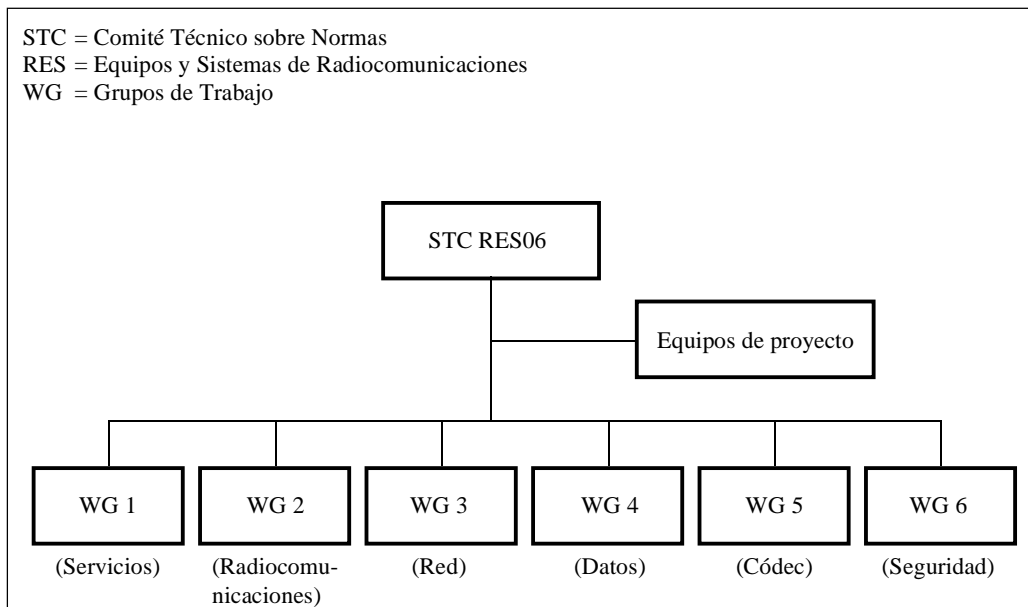 STC = Comité Técnico sobre Normas
RES = Equipos y Sistemas de Radiocomunicaciones
WG = Grupos de Trabajo
STC RES06
Equipos de proyecto
WG 1
WG 2
WG 3
WG 4
WG 5
WG 6
(Servicios)
(Radiocomu-
nicaciones)
(Red)
(Datos)
(Códec)
(Seguridad)